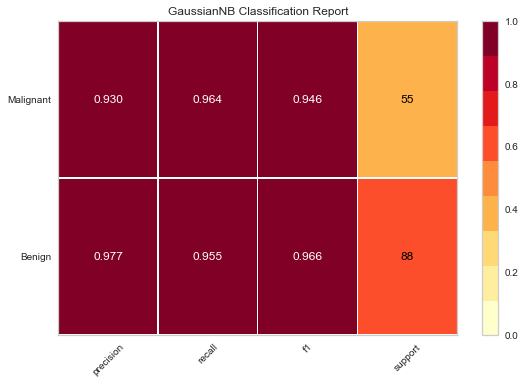 GaussianNB Classification Report
Malignant 0.930 0.964 0.946 55
Benign 0.977 0.955 0.966 88
precision recall f1 support
1.0
0.8
0.6
0.4
0.2
0.0